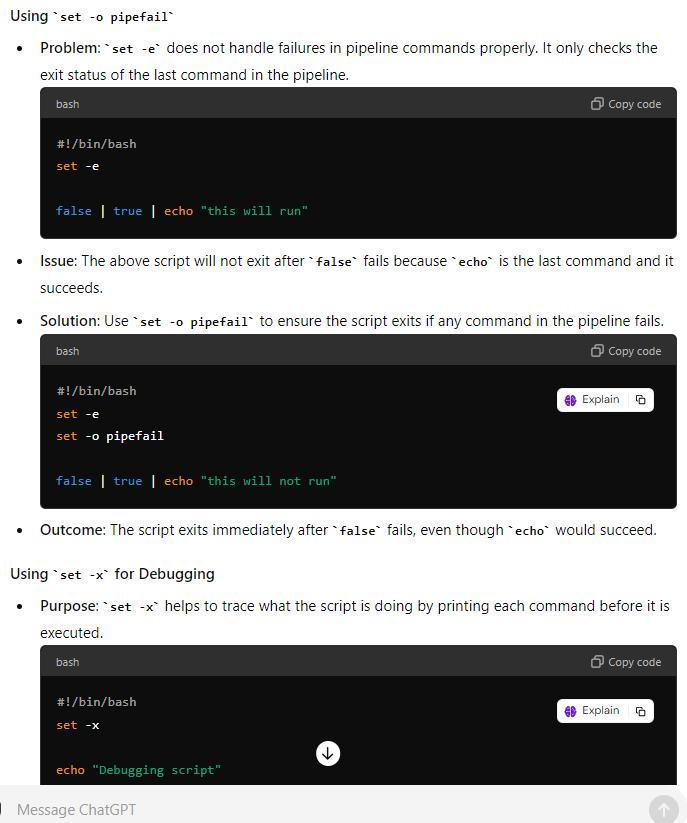 Using `set -o pipefail`
• Problem: `set -e` does not handle failures in pipeline commands properly. It only checks the
exit status of the last command in the pipeline.
bash
Copy code
#!/bin/bash
set -e
false | true | echo "this will run"
• Issue: The above script will not exit after `false` fails because `echo` is the last command and it
succeeds.
• Solution: Use `set -o pipefail` to ensure the script exits if any command in the pipeline fails.
bash
Copy code
#!/bin/bash
Explain
set -e
set -o pipefail
false | true | echo "this will not run"
• Outcome: The script exits immediately after `false` fails, even though `echo` would succeed.
Using `set -x` for Debugging
• Purpose: `set -x` helps to trace what the script is doing by printing each command before it is
executed.
bash
Copy code
#!/bin/bash
Explain
set -x
echo "Debugging script"
Message ChatGPT